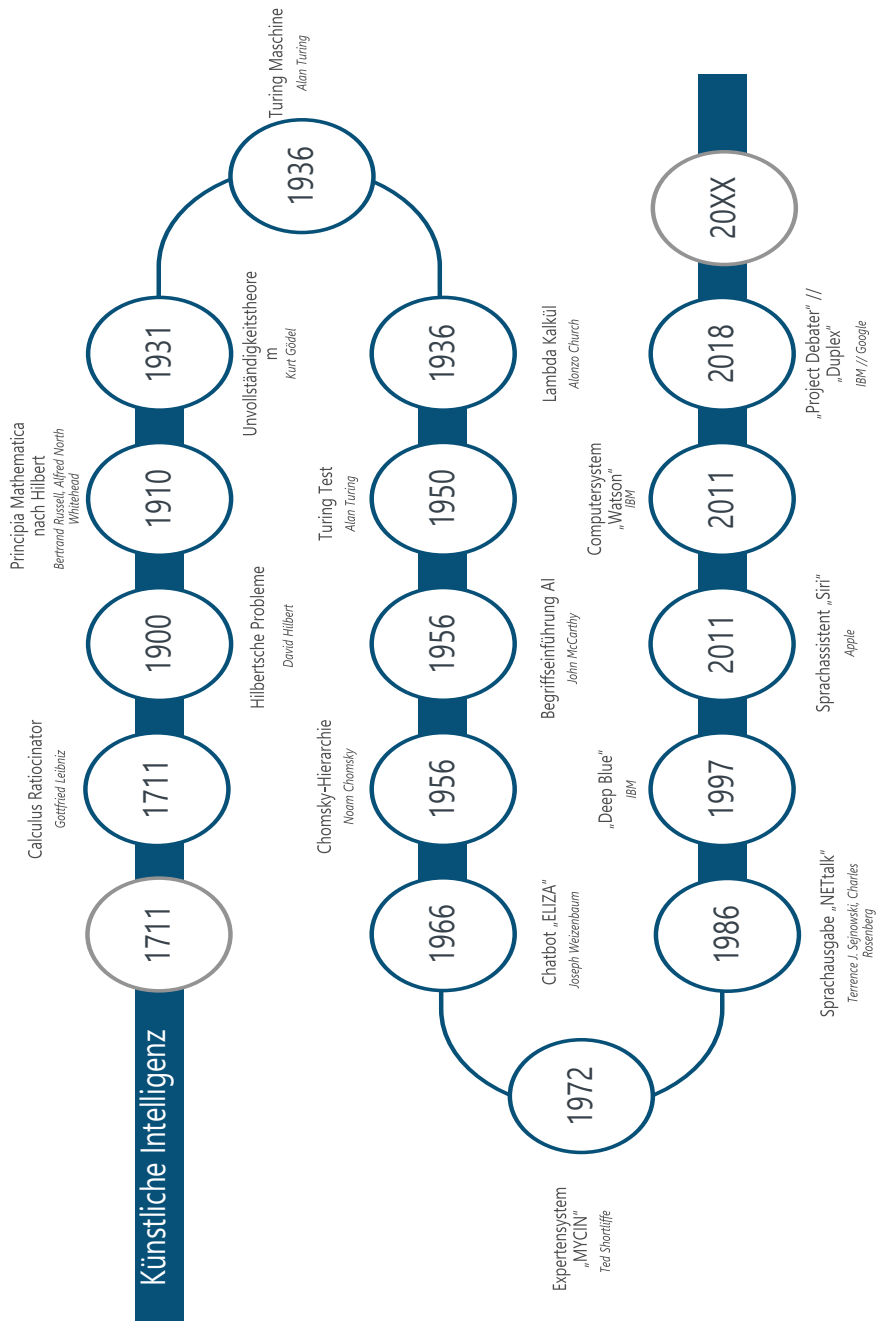 Künstliche Intelligenz
1711
1711
Calculus Ratiocinator
Gottfried Leibniz
1900
Hilbertsche Probleme
David Hilbert
1910
Principia Mathematica
nach Hilbert
Bertrand Russell, Alfred North
Whitehead
1931
Unvollständigkeitstheore
m
Kurt Gödel
1936
Turing Maschine
Alan Turing
1936
Lambda Kalkül
Alonzo Church
1950
Turing Test
Alan Turing
1956
Begriffseinführung AI
John McCarthy
1956
Chomsky-Hierarchie
Noam Chomsky
1966
Chatbot „ELIZA“
Joseph Weizenbaum
1972
Expertensystem
„MYCIN“
Ted Shortliffe
1986
Sprachausgabe „NETtalk“
Terrence J. Sejnowski, Charles
Rosenberg
1997
„Deep Blue“
IBM
2011
Sprachassistent „Siri“
Apple
2011
Computersystem
„Watson“
IBM
2018
„Project Debater“ //
„Duplex“
IBM // Google
20XX